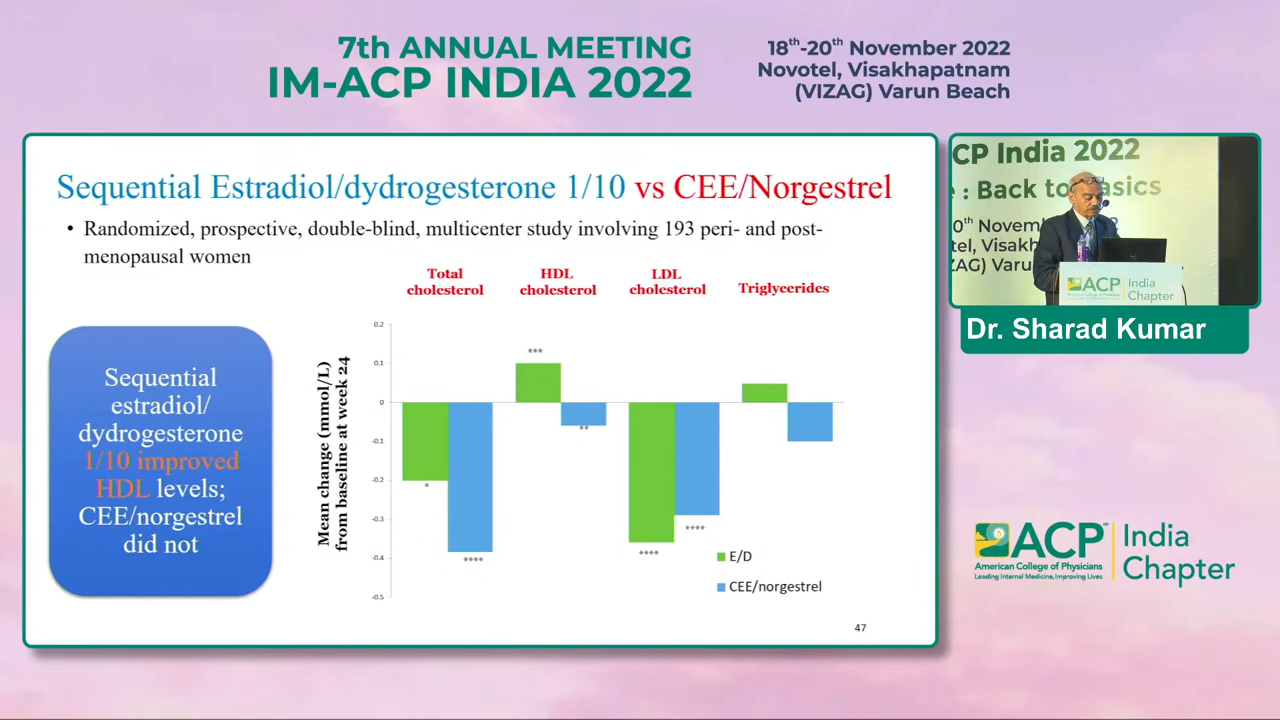 7th ANNUAL MEETING
IM-ACP INDIA 2022
18th-20th November 2022
Novotel, Visakhapatnam
(VIZAG) Varun Beach
Sequential Estradiol/dydrogesterone 1/10 vs CEE/Norgestrel
• Randomized, prospective, double-blind, multicenter study involving 193 peri- and post-
menopausal women
Sequential
estradiol/
dydrogesterone
1/10 improved
HDL levels;
CEE/norgestrel
did not
Total
cholesterol
HDL
cholesterol
LDL
cholesterol
Triglycerides
Mean change (mmol/L)
from baseline at week 24
0.2
0.1
0
-0.1
-0.2
-0.3
-0.4
-0.5
*
****
***
**
****
****
E/D
CEE/norgestrel
47
CP India 2022
: Back to
asics
0 Novem
2
tel, Visakh
ZAG) Varu
ACP India
Chapter
Dr. Sharad Kumar
ACP
American College of Physicians
Leading Internal Medicine, Improving Lives
India
Chapter